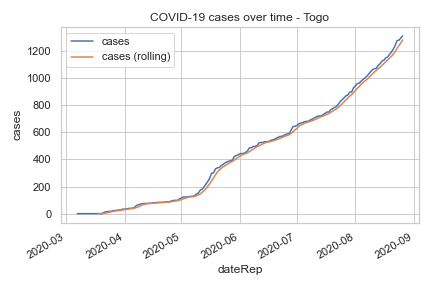 COVID-19 cases over time - Togo
cases
cases (rolling)
cases
1200
1000
800
600
400
200
0
2020-03
2020-04
2020-05
2020-06
2020-07
2020-08
2020-09
dateRep